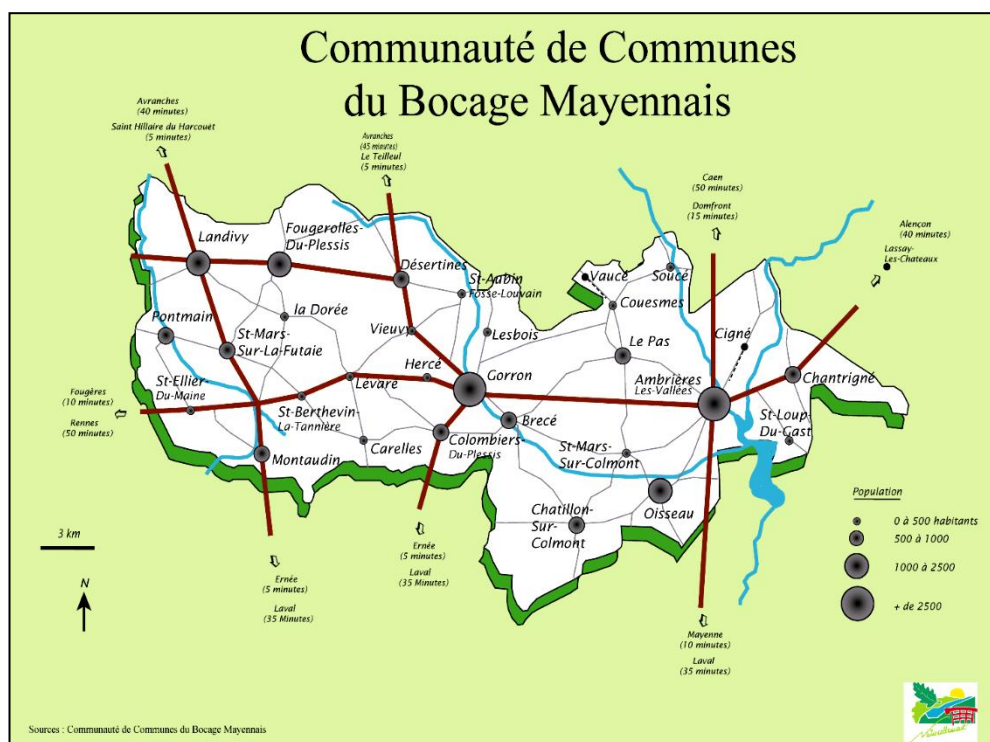 Communauté de Communes
du Bocage Mayennais
Avranches
(40 minutes)
Saint Hillaire du Harcouët
(5 minutes)
Avranches
(45 minutes)
Le Teilleul
(5 minutes)
Caen
(50 minutes)
Domfront
(15 minutes)
Alençon
(40 minutes)
Lassay-
Les-Chateaux
Landivy
Fougerolles-
Du-Plessis
Désertines
St-Aubin
Fosse-Louvain
Vaucé
Soucé
Couesmes
Pontmain
la Dorée
Vieuvy
Lesbois
Cigné
St-Mars-
Sur-La-Futaie
Le Pas
Hercé
Gorron
Ambrières
Les-Vallées
Chantrigné
St-Ellier-
Du-Maine
Levare
Fougères
(10 minutes)
Rennes
(50 minutes)
St-Berthevin-
La-Tannière
Brecé
St-Loup-
Du-Gast
Carelles
Colombiers-
Du-Plessis
St-Mars-
Sur-Colmont
Montaudin
Oisseau
Chatillon-
Sur-
Colmont
Population
0 à 500 habitants
500 à 1000
1000 à 2500
+ de 2500
3 km
N
Ernée
(5 minutes)
Laval
(35 Minutes)
Ernée
(5 minutes)
Laval
(35 Minutes)
Mayenne
(10 minutes)
Laval
(35 minutes)
Sources : Communauté de Communes du Bocage Mayennais